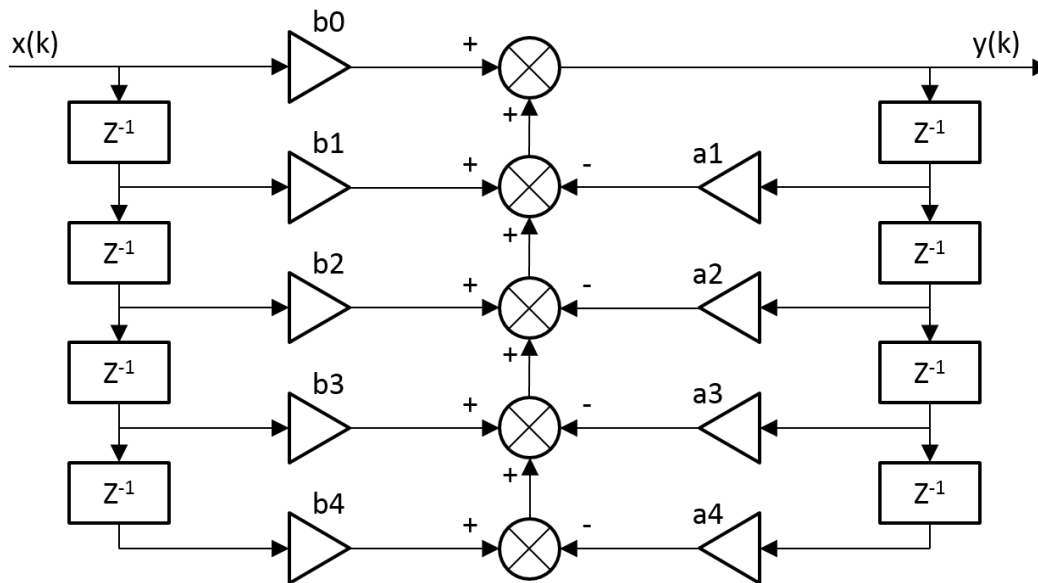 b0
x(k) + y(k)
+
Z⁻¹ b1 + - a1 Z⁻¹
+
Z⁻¹ b2 + - a2 Z⁻¹
+
Z⁻¹ b3 + - a3 Z⁻¹
+
Z⁻¹ b4 + - a4 Z⁻¹